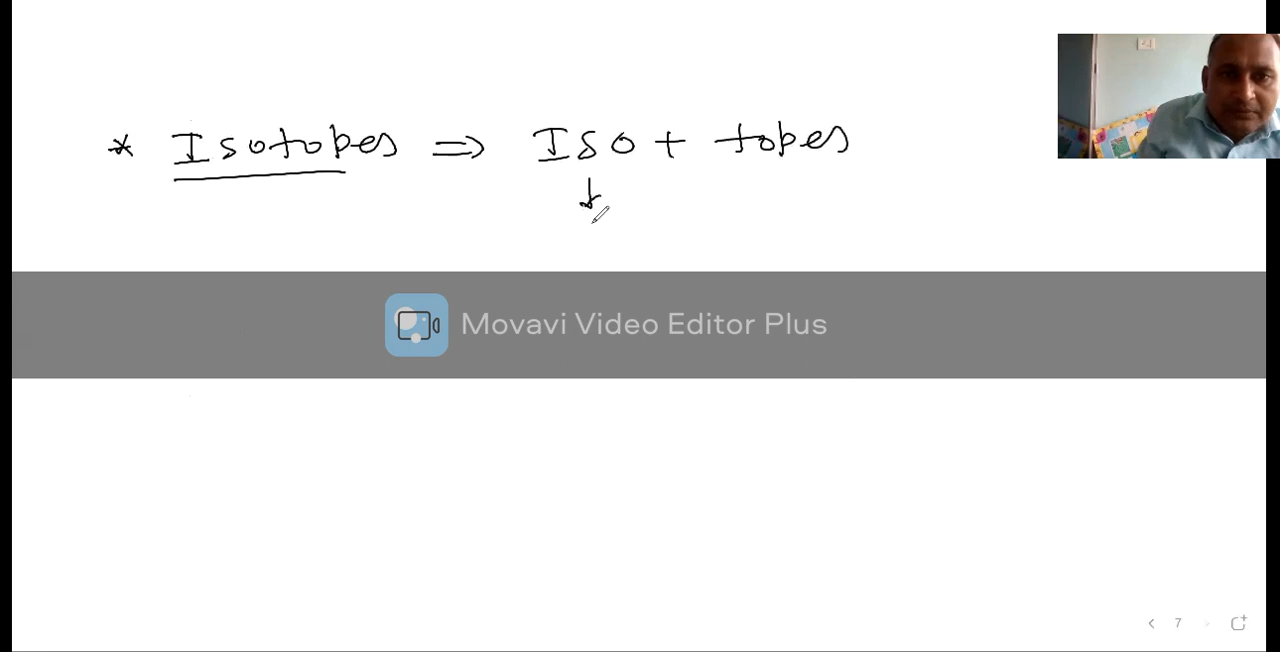 * Isotopes ⇒ Iso + topes
↓
Movavi Video Editor Plus
< 7 >